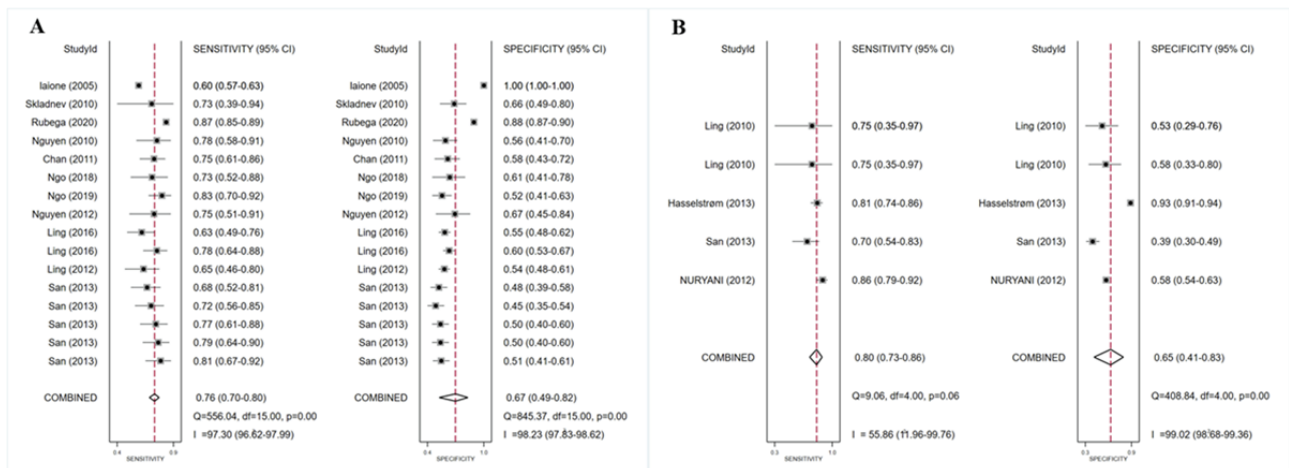 A
StudyId SENSITIVITY (95% CI) StudyId SPECIFICITY (95% CI)
Iaione (2005) 0.60 (0.57-0.63) Iaione (2005) 1.00 (1.00-1.00)
Skladnev (2010) 0.73 (0.39-0.94) Skladnev (2010) 0.66 (0.49-0.80)
Rubega (2020) 0.87 (0.85-0.89) Rubega (2020) 0.88 (0.87-0.90)
Nguyen (2010) 0.78 (0.58-0.91) Nguyen (2010) 0.56 (0.41-0.70)
Chan (2011) 0.75 (0.61-0.86) Chan (2011) 0.58 (0.43-0.72)
Ngo (2018) 0.73 (0.52-0.88) Ngo (2018) 0.61 (0.41-0.78)
Ngo (2019) 0.83 (0.70-0.92) Ngo (2019) 0.52 (0.41-0.63)
Nguyen (2012) 0.75 (0.51-0.91) Nguyen (2012) 0.67 (0.45-0.84)
Ling (2016) 0.63 (0.49-0.76) Ling (2016) 0.55 (0.48-0.62)
Ling (2016) 0.78 (0.64-0.88) Ling (2016) 0.60 (0.53-0.67)
Ling (2012) 0.65 (0.46-0.80) Ling (2012) 0.54 (0.48-0.61)
San (2013) 0.68 (0.52-0.81) San (2013) 0.48 (0.39-0.58)
San (2013) 0.72 (0.56-0.85) San (2013) 0.45 (0.35-0.54)
San (2013) 0.77 (0.61-0.88) San (2013) 0.50 (0.40-0.60)
San (2013) 0.79 (0.64-0.90) San (2013) 0.50 (0.40-0.60)
San (2013) 0.81 (0.67-0.92) San (2013) 0.51 (0.41-0.61)
COMBINED 0.76 (0.70-0.80) COMBINED 0.67 (0.49-0.82)
Q=556.04, df=15.00, p=0.00 Q=845.37, df=15.00, p=0.00
I =97.30 (96.62-97.99) I =98.23 (97.83-98.62)
0.4 0.9 0.4 1.0
SENSITIVITY SPECIFICITY
B
StudyId SENSITIVITY (95% CI) StudyId SPECIFICITY (95% CI)
Ling (2010) 0.75 (0.35-0.97) Ling (2010) 0.53 (0.29-0.76)
Ling (2010) 0.75 (0.35-0.97) Ling (2010) 0.58 (0.33-0.80)
Hasselstrøm (2013) 0.81 (0.74-0.86) Hasselstrøm (2013) 0.93 (0.91-0.94)
San (2013) 0.70 (0.54-0.83) San (2013) 0.39 (0.30-0.49)
NURYANI (2012) 0.86 (0.79-0.92) NURYANI (2012) 0.58 (0.54-0.63)
COMBINED 0.80 (0.73-0.86) COMBINED 0.65 (0.41-0.83)
Q=9.06, df=4.00, p=0.06 Q=408.84, df=4.00, p=0.00
I = 55.86 (11.96-99.76) I =99.02 (98.68-99.36)
0.3 1.0 0.3 0.9
SENSITIVITY SPECIFICITY